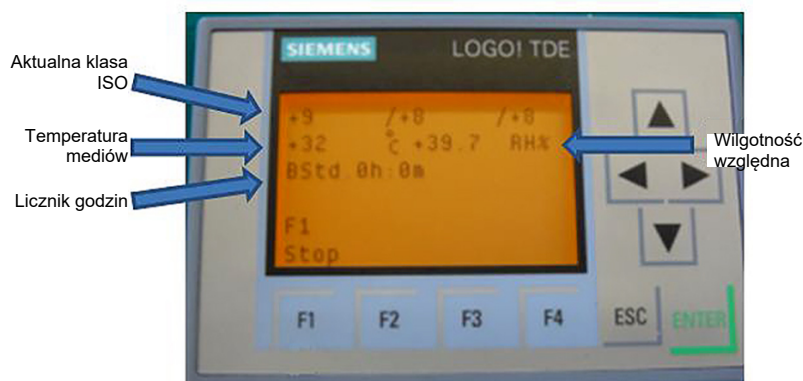 Aktualna klasa
ISO
Temperatura
mediów
Licznik godzin
SIEMENS LOGO! TDE
+9 /+8 /+8
+32 °C +39.7 RH%
BStd.0h:0m
F1
Stop
Wilgotność
względna
F1 F2 F3 F4 ESC ENTER